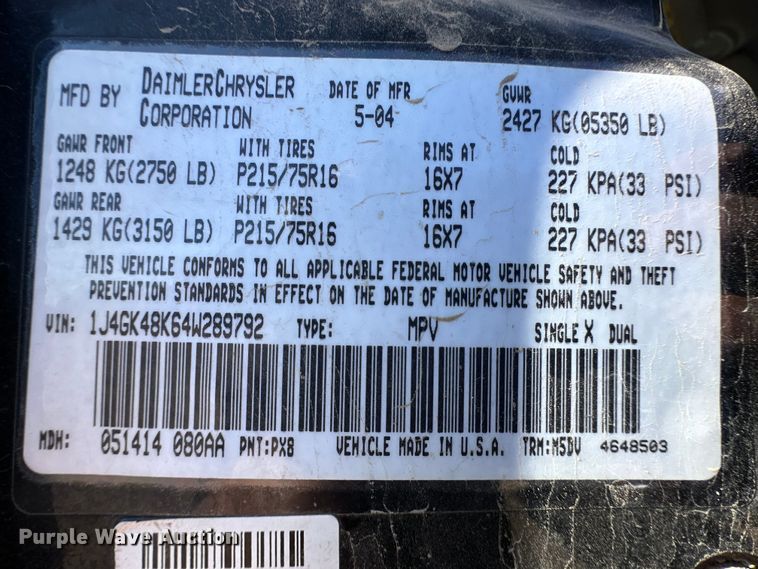 MFD BY DAIMLERCHRYSLER CORPORATION DATE OF MFR 5-04 GVWR 2427 KG(05350 LB)
GAWR FRONT WITH TIRES RIMS AT COLD
1248 KG(2750 LB) P215/75R16 16X7 227 KPA(33 PSI)
GAWR REAR WITH TIRES RIMS AT COLD
1429 KG(3150 LB) P215/75R16 16X7 227 KPA(33 PSI)
THIS VEHICLE CONFORMS TO ALL APPLICABLE FEDERAL MOTOR VEHICLE SAFETY AND THEFT
PREVENTION STANDARDS IN EFFECT ON THE DATE OF MANUFACTURE SHOWN ABOVE.
VIN: 1J4GK48K64W289792 TYPE: MPV SINGLE X DUAL
MDH: 051414 080AA PNT:PX8 VEHICLE MADE IN U.S.A. TRM:M5DV 4648503
Purple Wave Auction